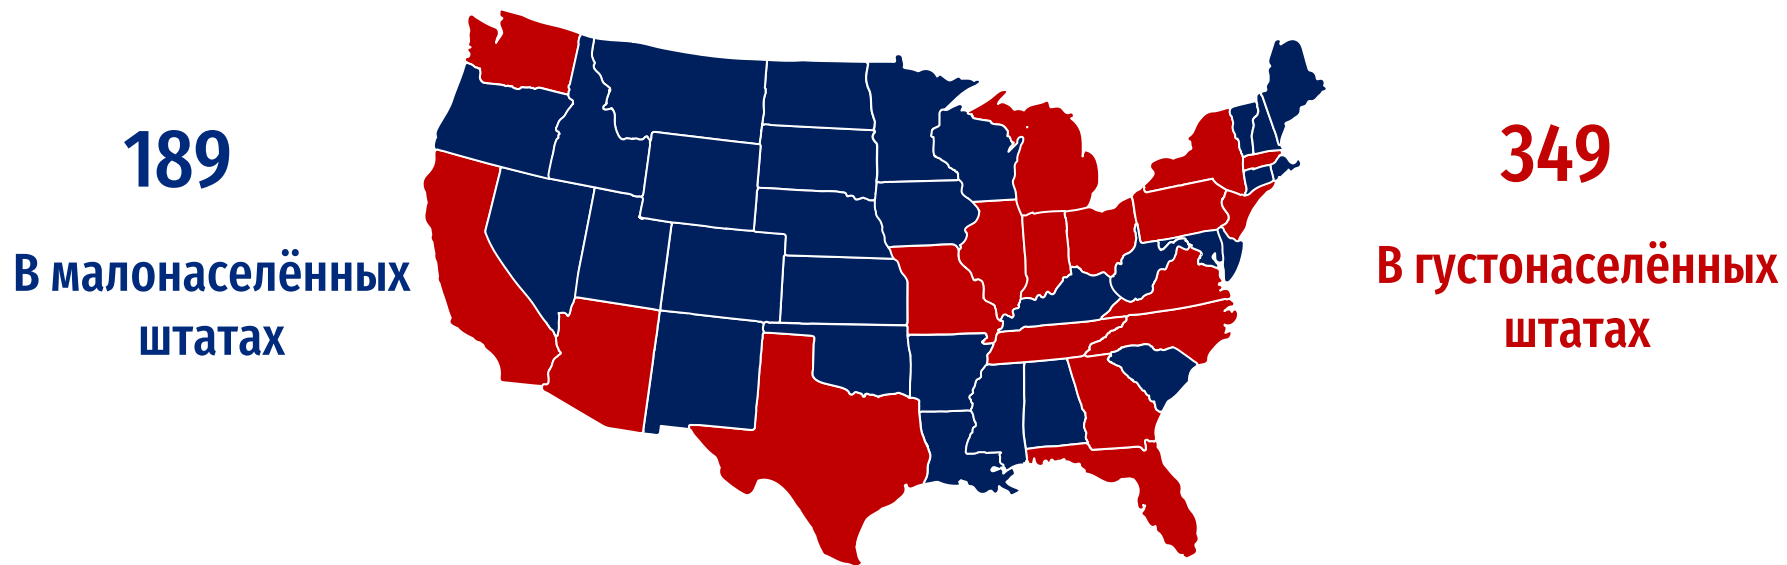 189
В малонаселённых
штатах
349
В густонаселённых
штатах